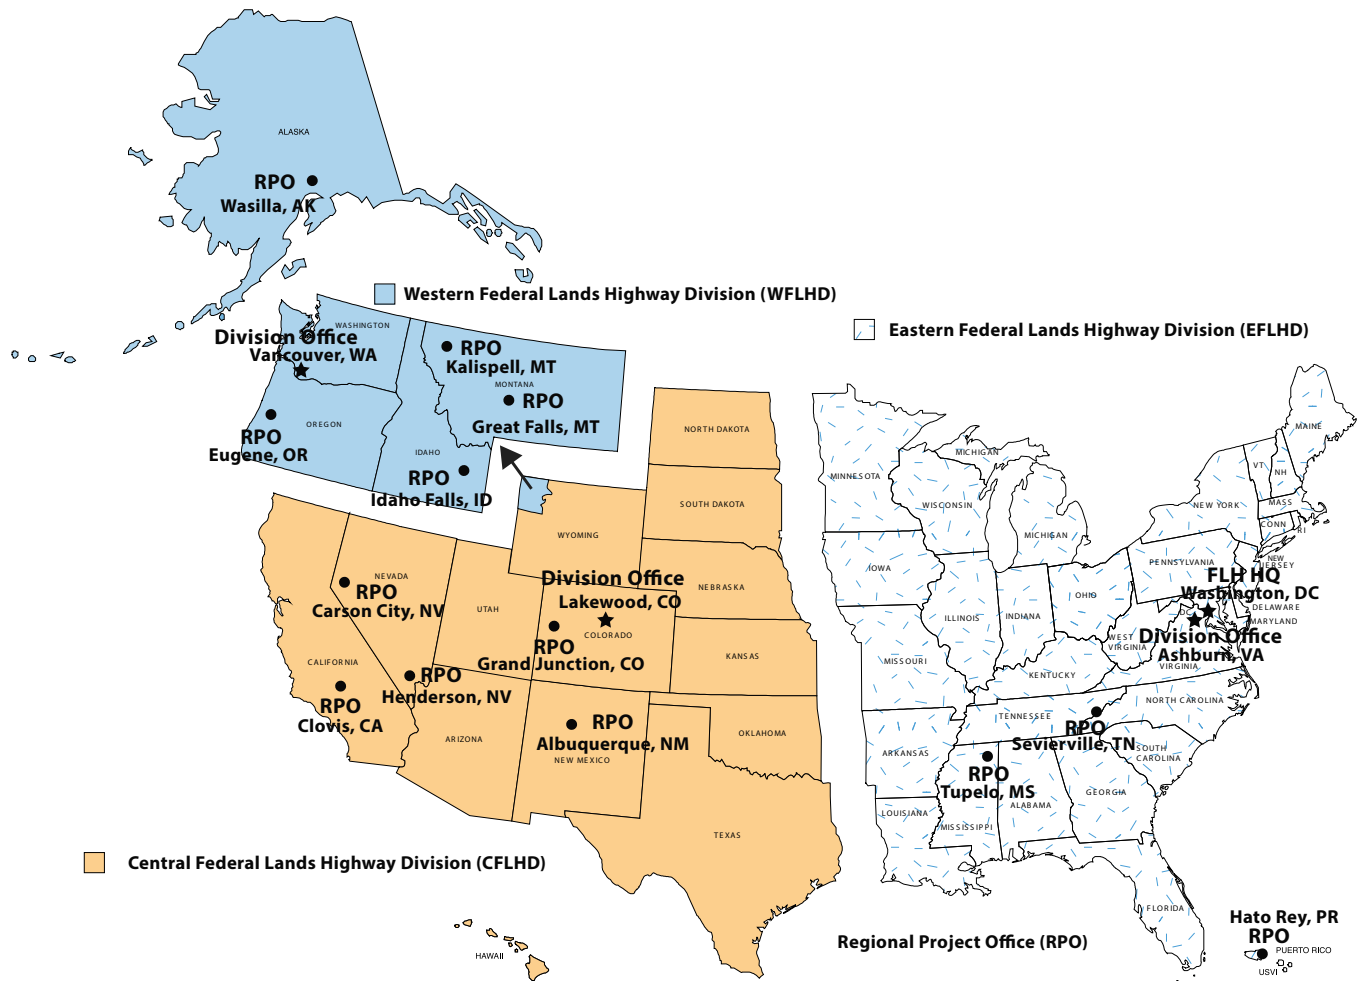 ALASKA
RPO
Wasilla, AK
Western Federal Lands Highway Division (WFLHD)
Eastern Federal Lands Highway Division (EFLHD)
WASHINGTON
Division Office
Vancouver, WA
RPO
Kalispell, MT
MONTANA
RPO
Great Falls, MT
OREGON
RPO
Eugene, OR
IDAHO
RPO
Idaho Falls, ID
NORTH DAKOTA
SOUTH DAKOTA
WYOMING
NEBRASKA
Division Office
Lakewood, CO
COLORADO
RPO
Grand Junction, CO
NEVADA
RPO
Carson City, NV
UTAH
CALIFORNIA
RPO
Henderson, NV
RPO
Clovis, CA
KANSAS
ARIZONA
RPO
Albuquerque, NM
NEW MEXICO
OKLAHOMA
TEXAS
Central Federal Lands Highway Division (CFLHD)
HAWAII
MINNESOTA
MICHIGAN
WISCONSIN
MICHIGAN
IOWA
ILLINOIS
INDIANA
OHIO
MISSOURI
KENTUCKY
WEST
VIRGINIA
MAINE
VT
NH
NEW YORK
MASS
CONN
RI
PENNSYLVANIA
NEW
JERSEY
FLH HQ
Washington, DC
DC
DELAWARE
MARYLAND
Division Office
Ashburn, VA
VIRGINIA
NORTH CAROLINA
TENNESSEE
RPO
Sevierville, TN
SOUTH
CAROLINA
ARKANSAS
RPO
Tupelo, MS
ALABAMA
GEORGIA
LOUISIANA
MISSISSIPPI
FLORIDA
Regional Project Office (RPO)
Hato Rey, PR
RPO
PUERTO RICO
USVI